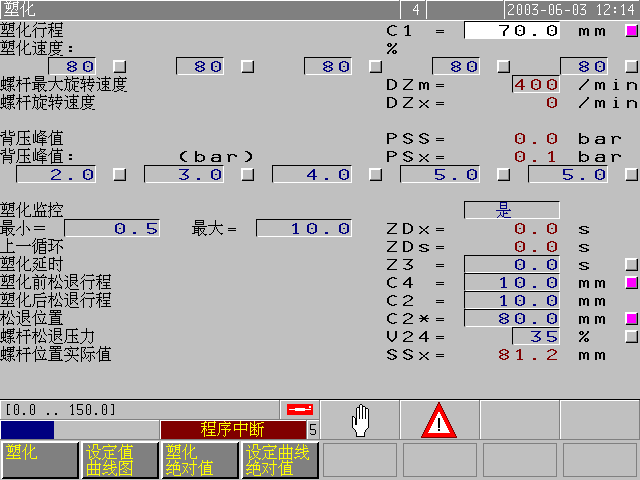 塑化 4 2003-06-03 12:14
塑化行程 C1 = 70.0 mm
塑化速度: %
80 80 80 80 80
螺杆最大旋转速度 DZm= 400 /min
螺杆旋转速度 DZx= 0 /min
背压峰值 PSS= 0.0 bar
背压峰值: (bar) PSx= 0.1 bar
2.0 3.0 4.0 5.0 5.0
塑化监控 是
最小= 0.5 最大= 10.0 ZDx= 0.0 s
上一循环 ZDs= 0.0 s
塑化延时 Z3 = 0.0 s
塑化前松退行程 C4 = 10.0 mm
塑化后松退行程 C2 = 10.0 mm
松退位置 C2*= 80.0 mm
螺杆松退压力 V24= 35 %
螺杆位置实际值 SSx= 81.2 mm
[0.0 .. 150.0]
程序中断 5
塑化
设定值
曲线图
塑化
绝对值
设定曲线
绝对值